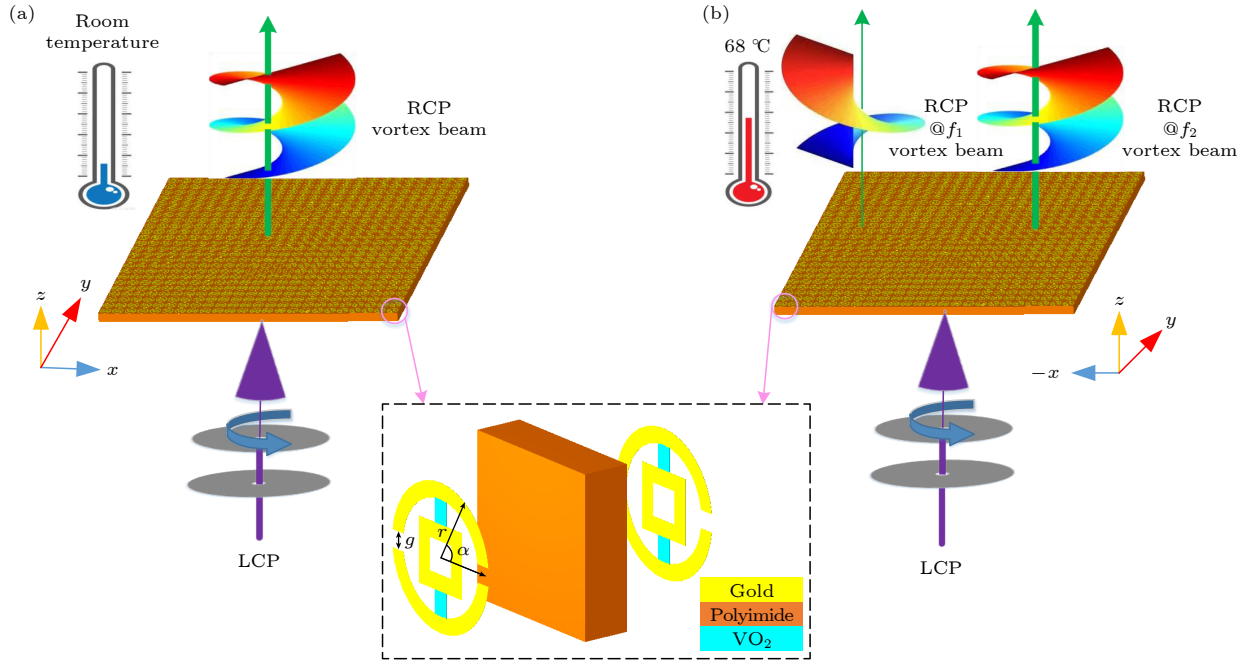 (a)
Room
temperature
RCP
vortex beam
z
y
x
LCP
(b)
68 ℃
RCP
@f₁
vortex beam
RCP
@f₂
vortex beam
z
y
−x
LCP
g
r
α
Gold
Polyimide
VO₂